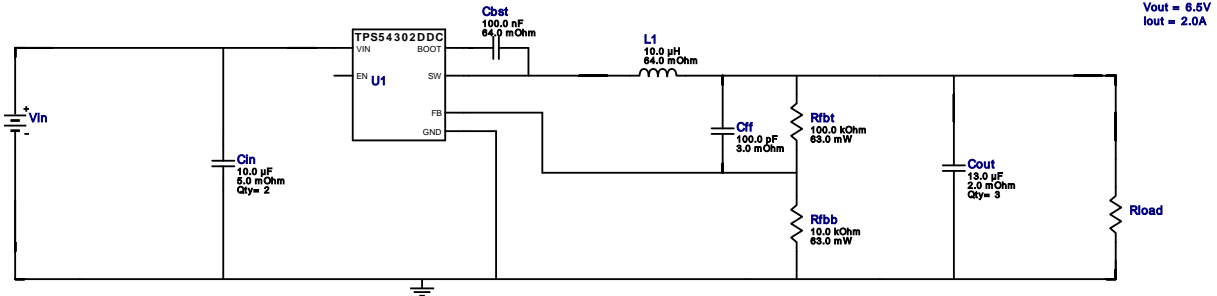 Vout = 6.5V
Iout = 2.0A
Cbst
100.0 nF
64.0 mOhm
TPS54302DDC
VIN
BOOT
EN
SW
U1
FB
GND
L1
10.0 µH
64.0 mOhm
+
Vin
-
Cin
10.0 µF
5.0 mOhm
Qty= 2
Cff
100.0 pF
3.0 mOhm
Rfbt
100.0 kOhm
63.0 mW
Cout
13.0 µF
2.0 mOhm
Qty= 3
Rfbb
10.0 kOhm
63.0 mW
Rload